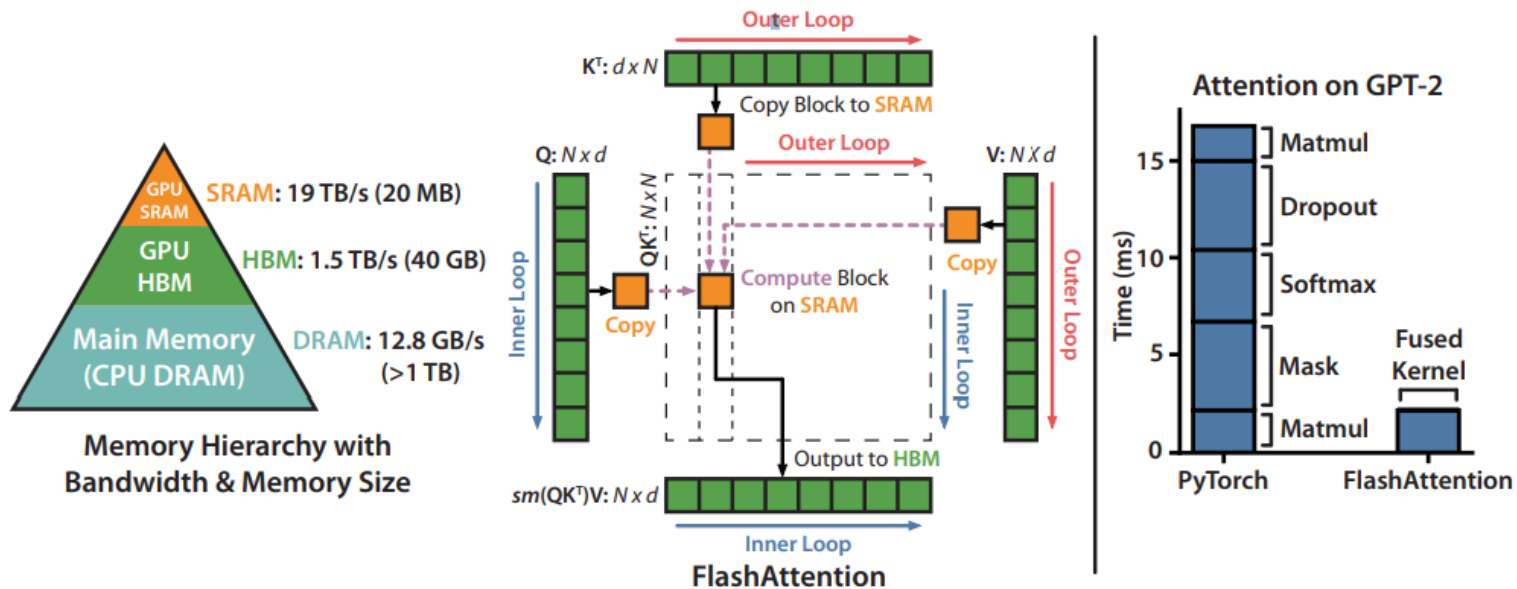 GPU
SRAM
SRAM: 19 TB/s (20 MB)
GPU
HBM
HBM: 1.5 TB/s (40 GB)
Main Memory
(CPU DRAM)
DRAM: 12.8 GB/s
(>1 TB)
Memory Hierarchy with
Bandwidth & Memory Size
Outer Loop
Kᵀ: d x N
Copy Block to SRAM
Outer Loop
Q: N x d
V: N X d
QKᵀ: N x N
Inner Loop
Copy
Compute Block
on SRAM
Copy
Inner Loop
Outer Loop
Output to HBM
sm(QKᵀ)V: N x d
Inner Loop
FlashAttention
Attention on GPT-2
Time (ms)
15
10
5
0
Matmul
Dropout
Softmax
Mask
Matmul
Fused
Kernel
PyTorch
FlashAttention